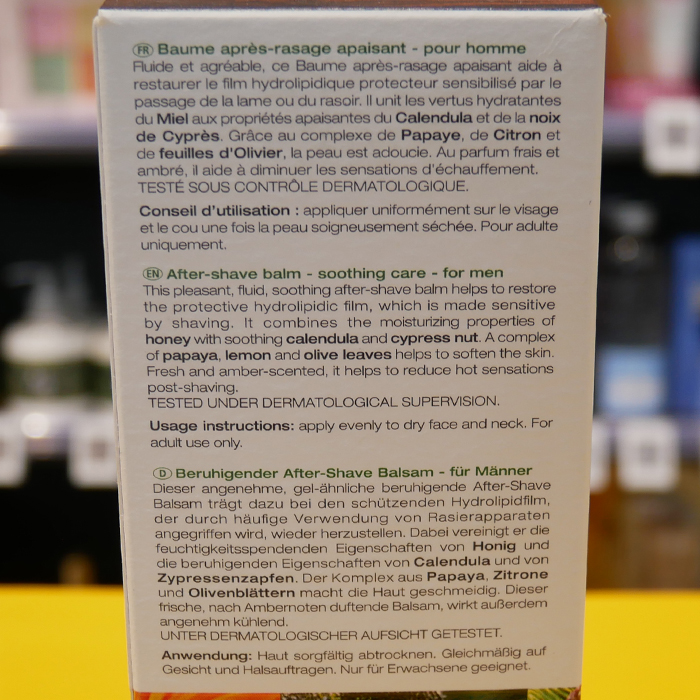 FR Baume après-rasage apaisant - pour homme
Fluide et agréable, ce Baume après-rasage apaisant aide à
restaurer le film hydrolipidique protecteur sensibilisé par le
passage de la lame ou du rasoir. Il unit les vertus hydratantes
du Miel aux propriétés apaisantes du Calendula et de la noix
de Cyprès. Grâce au complexe de Papaye, de Citron et
de feuilles d'Olivier, la peau est adoucie. Au parfum frais et
ambré, il aide à diminuer les sensations d'échauffement.
TESTÉ SOUS CONTRÔLE DERMATOLOGIQUE.
Conseil d'utilisation : appliquer uniformément sur le visage
et le cou une fois la peau soigneusement séchée. Pour adulte
uniquement.
EN After-shave balm - soothing care - for men
This pleasant, fluid, soothing after-shave balm helps to restore
the protective hydrolipidic film, which is made sensitive
by shaving. It combines the moisturizing properties of
honey with soothing calendula and cypress nut. A complex
of papaya, lemon and olive leaves helps to soften the skin.
Fresh and amber-scented, it helps to reduce hot sensations
post-shaving.
TESTED UNDER DERMATOLOGICAL SUPERVISION.
Usage instructions: apply evenly to dry face and neck. For
adult use only.
D Beruhigender After-Shave Balsam - für Männer
Dieser angenehme, gel-ähnliche beruhigende After-Shave
Balsam trägt dazu bei den schützenden Hydrolipidfilm,
der durch häufige Verwendung von Rasierapparaten
angegriffen wird, wieder herzustellen. Dabei vereinigt er die
feuchtigkeitsspendenden Eigenschaften von Honig und
die beruhigenden Eigenschaften von Calendula und von
Zypressenzapfen. Der Komplex aus Papaya, Zitrone
und Olivenblättern macht die Haut geschmeidig. Dieser
frische, nach Ambernoten duftende Balsam, wirkt außerdem
angenehm kühlend.
UNTER DERMATOLOGISCHER AUFSICHT GETESTET.
Anwendung: Haut sorgfältig abtrocknen. Gleichmäßig auf
Gesicht und Halsauftragen. Nur für Erwachsene geeignet.